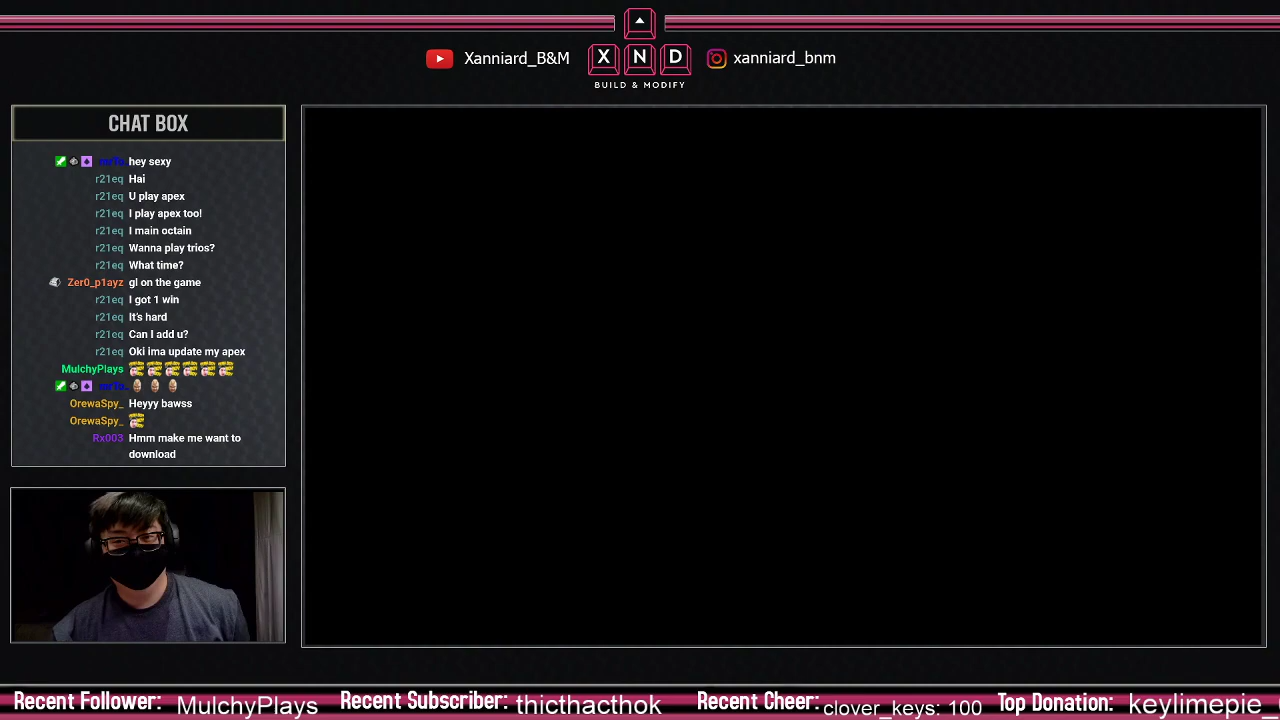 Xanniard_B&M
X N D
BUILD & MODIFY
xanniard_bnm
CHAT BOX
hey sexy
r21eq Hai
r21eq U play apex
r21eq I play apex too!
r21eq I main octain
r21eq Wanna play trios?
r21eq What time?
Zer0_p1ayz gl on the game
r21eq I got 1 win
r21eq It's hard
r21eq Can I add u?
r21eq Oki ima update my apex
MulchyPlays
OrewaSpy_ Heyyy bawss
OrewaSpy_
Rx003 Hmm make me want to
download
Recent Follower: MulchyPlays Recent Subscriber: thicthacthok Recent Cheer: clover_keys: 100 Top Donation: keylimepie_